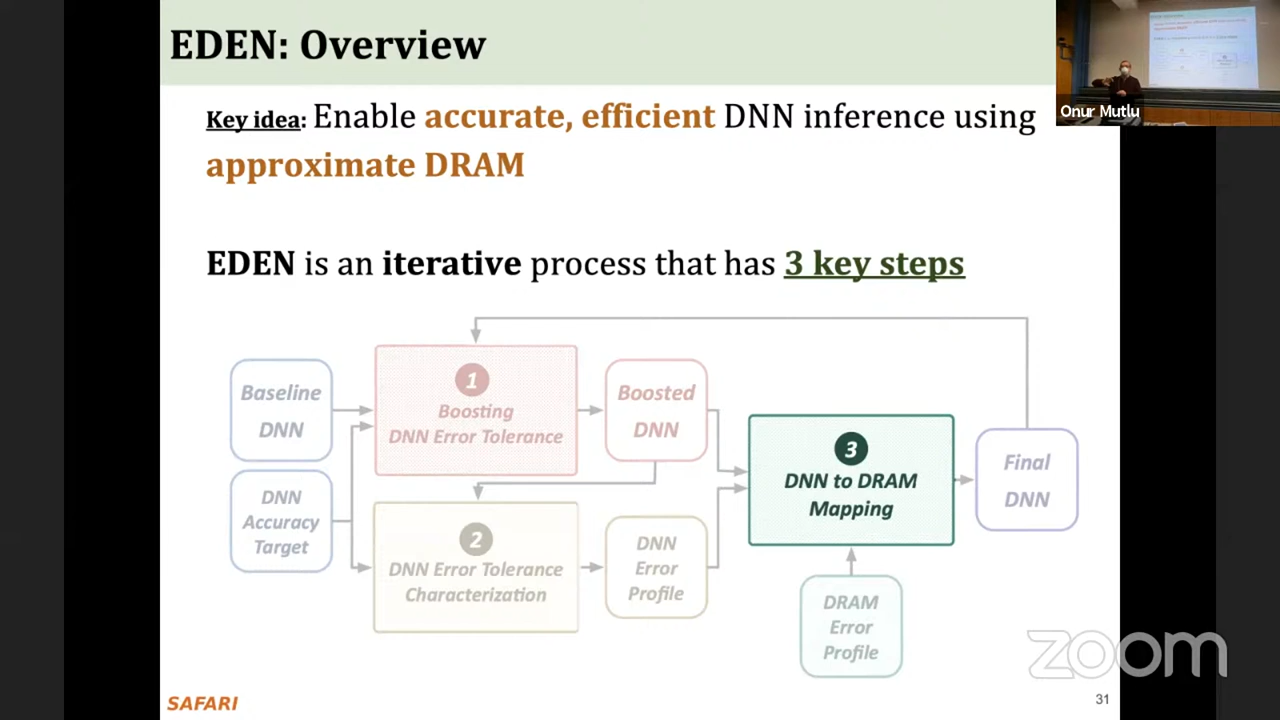 EDEN: Overview
Key idea: Enable accurate, efficient DNN inference using
approximate DRAM
Onur Mutlu
EDEN is an iterative process that has 3 key steps
Baseline
DNN
DNN
Accuracy
Target
1
Boosting
DNN Error Tolerance
Boosted
DNN
2
DNN Error Tolerance
Characterization
DNN
Error
Profile
3
DNN to DRAM
Mapping
DRAM
Error
Profile
Final
DNN
zoom
SAFARI
31